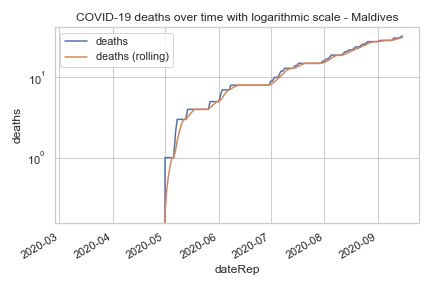 COVID-19 deaths over time with logarithmic scale - Maldives
deaths
deaths (rolling)
deaths
10¹
10⁰
2020-03
2020-04
2020-05
2020-06
2020-07
2020-08
2020-09
dateRep